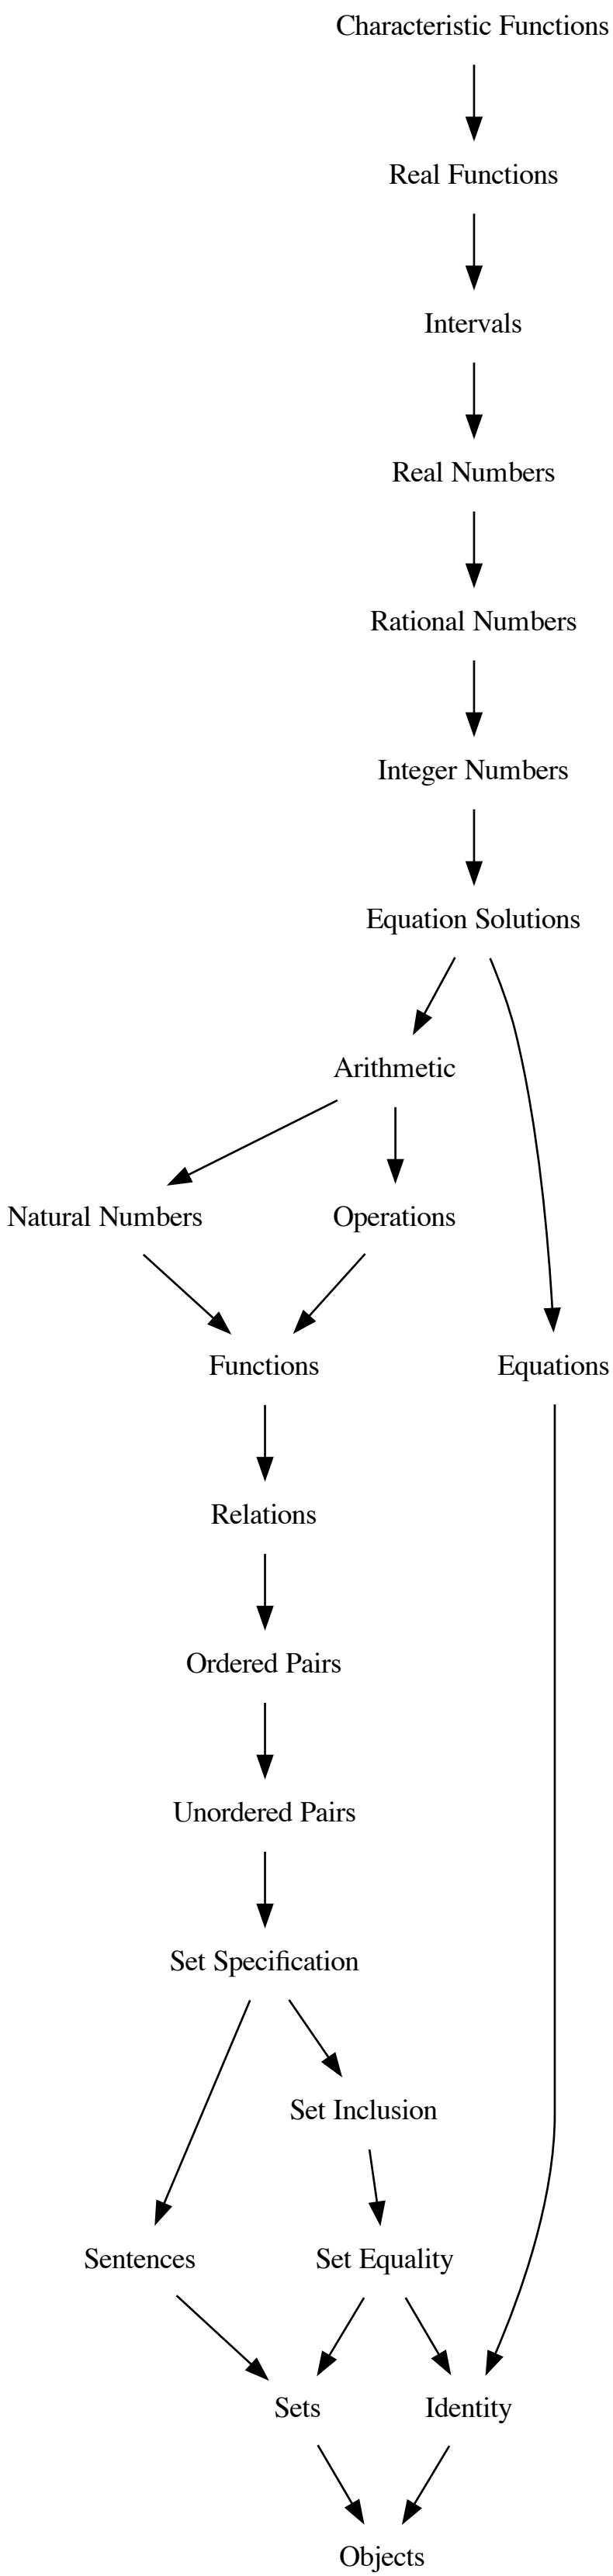 Characteristic Functions
Real Functions
Intervals
Real Numbers
Rational Numbers
Integer Numbers
Equation Solutions
Arithmetic
Natural Numbers
Operations
Functions
Equations
Relations
Ordered Pairs
Unordered Pairs
Set Specification
Set Inclusion
Sentences
Set Equality
Sets
Identity
Objects